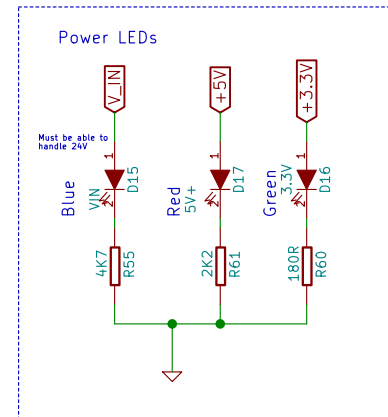 Power LEDs
V_IN
+5V
+3.3V
Must be able to
handle 24V
1
D15
2
VIN
Blue
1
D17
2
5V+
Red
1
D16
2
3.3V
Green
4K7
R55
2K2
R61
180R
R60